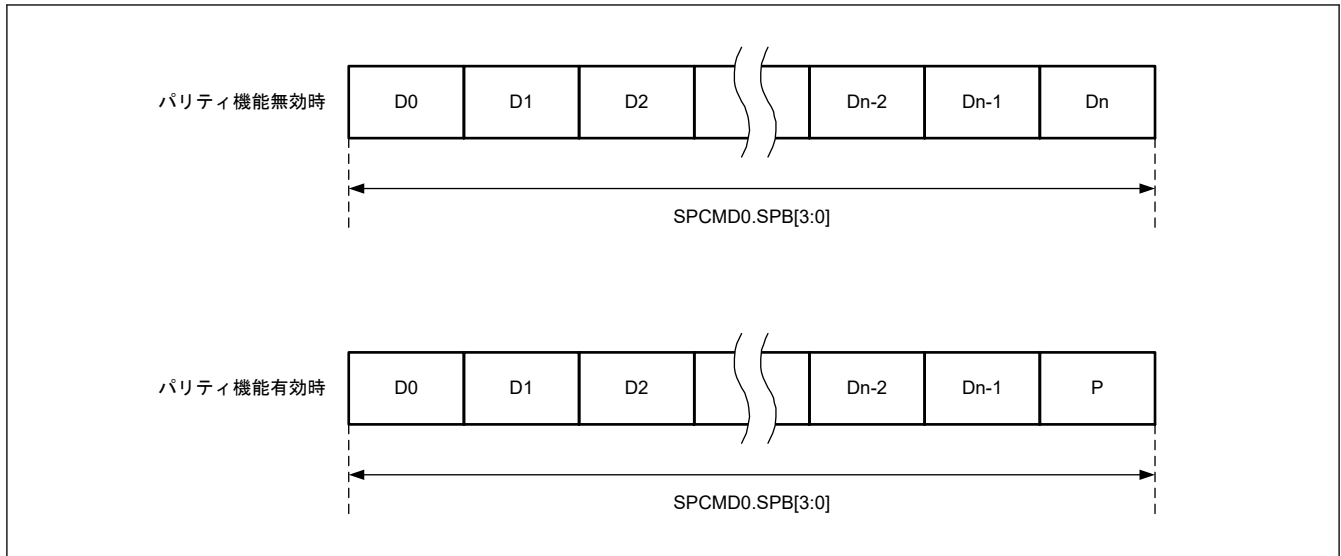 パリティ機能無効時 D0 D1 D2 Dn-2 Dn-1 Dn
SPCMD0.SPB[3:0]
パリティ機能有効時 D0 D1 D2 Dn-2 Dn-1 P
SPCMD0.SPB[3:0]